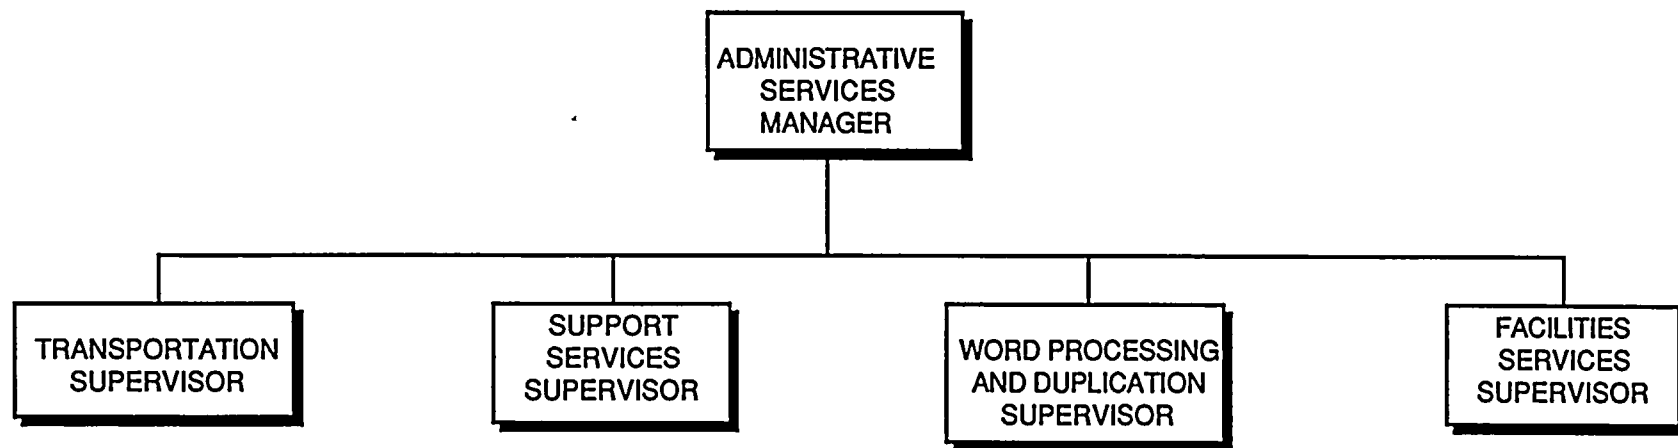 ADMINISTRATIVE
SERVICES
MANAGER
TRANSPORTATION
SUPERVISOR
SUPPORT
SERVICES
SUPERVISOR
WORD PROCESSING
AND DUPLICATION
SUPERVISOR
FACILITIES
SERVICES
SUPERVISOR